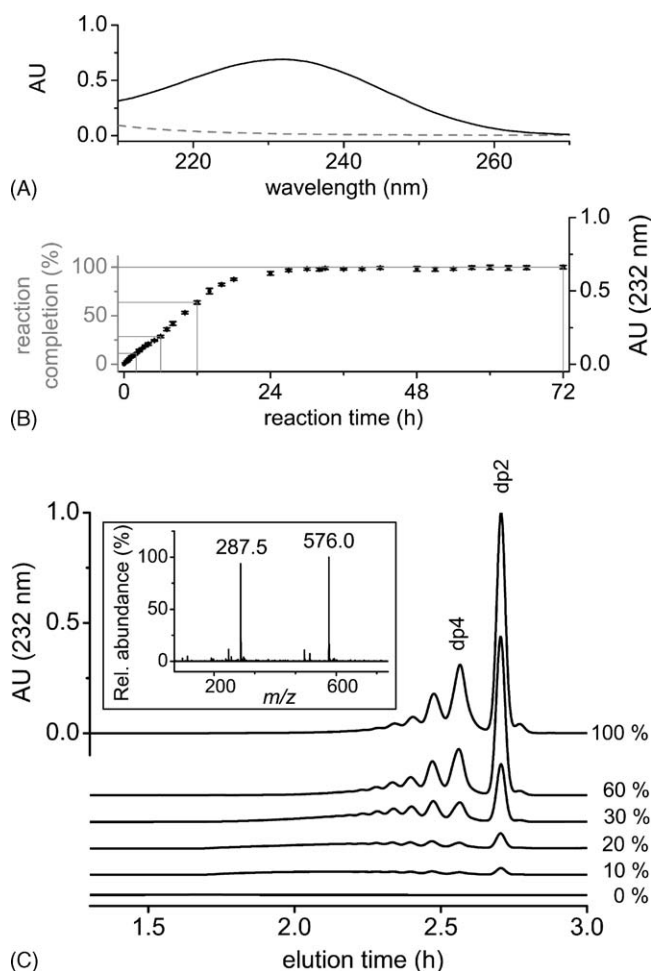 1.0
0.5
0.0
AU
220 240 260
wavelength (nm)
(A)
reaction
completion (%)
100
50
0
1.0
0.5
0.0
AU (232 nm)
0 24 48 72
reaction time (h)
(B)
dp2
dp4
1.0
0.5
0.0
AU (232 nm)
Rel. abundance (%)
100
50
0
287.5 576.0
200 600
m/z
100 %
60 %
30 %
20 %
10 %
0 %
1.5 2.0 2.5 3.0
elution time (h)
(C)